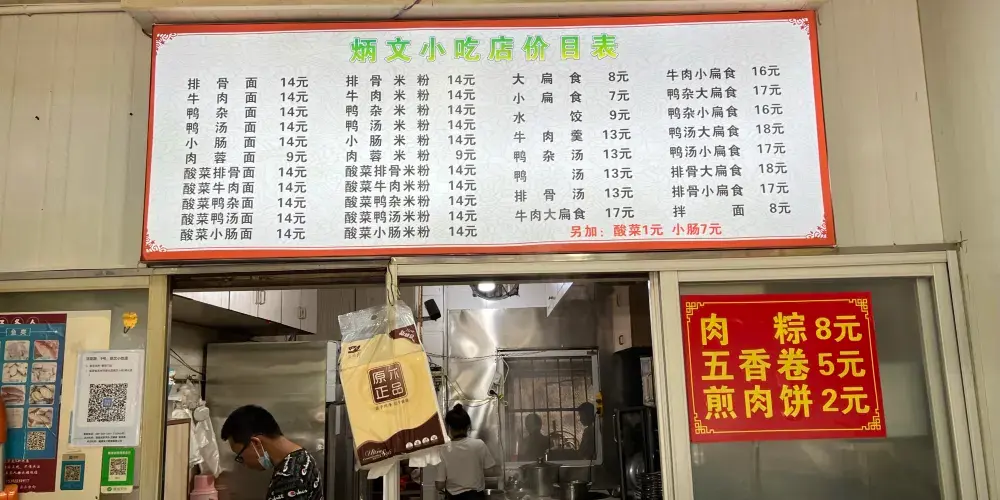 炳文小吃店价目表
排骨面 14元
牛肉面 14元
鸭杂面 14元
鸭汤面 14元
小肠面 14元
肉蓉面 9元
酸菜排骨面 14元
酸菜牛肉面 14元
酸菜鸭杂面 14元
酸菜鸭汤面 14元
酸菜小肠面 14元
排骨米粉 14元
牛肉米粉 14元
鸭杂米粉 14元
鸭汤米粉 14元
小肠米粉 14元
肉蓉米粉 9元
酸菜排骨米粉 14元
酸菜牛肉米粉 14元
酸菜鸭杂米粉 14元
酸菜鸭汤米粉 14元
酸菜小肠米粉 14元
大扁食 8元
小扁食 7元
水饺 9元
牛肉羹 13元
鸭杂汤 13元
鸭汤 13元
排骨汤 13元
牛肉大扁食 17元
牛肉小扁食 16元
鸭杂大扁食 17元
鸭杂小扁食 16元
鸭汤大扁食 18元
鸭汤小扁食 17元
排骨大扁食 18元
排骨小扁食 17元
拌面 8元
另加：酸菜1元 小肠7元
肉粽 8元
五香卷 5元
煎肉饼 2元
原木
正品